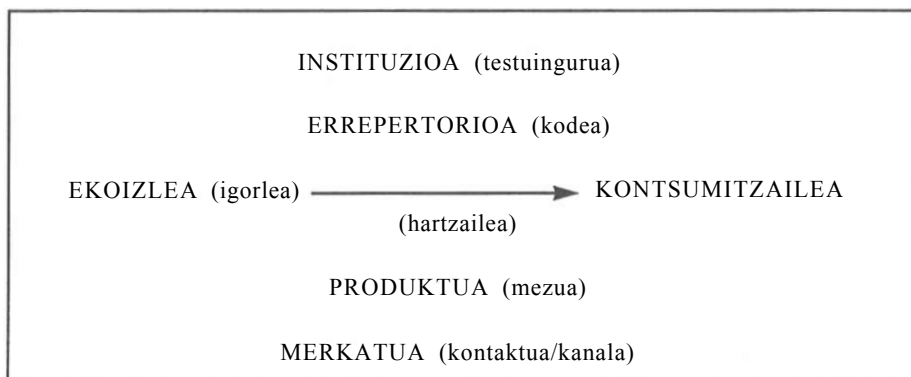 INSTITUZIOA (testuingurua)
ERREPERTORIOA (kodea)
EKOIZLEA (igorlea) KONTSUMITZAILEA
(hartzailea)
PRODUKTUA (mezua)
MERKATUA (kontaktua/kanala)